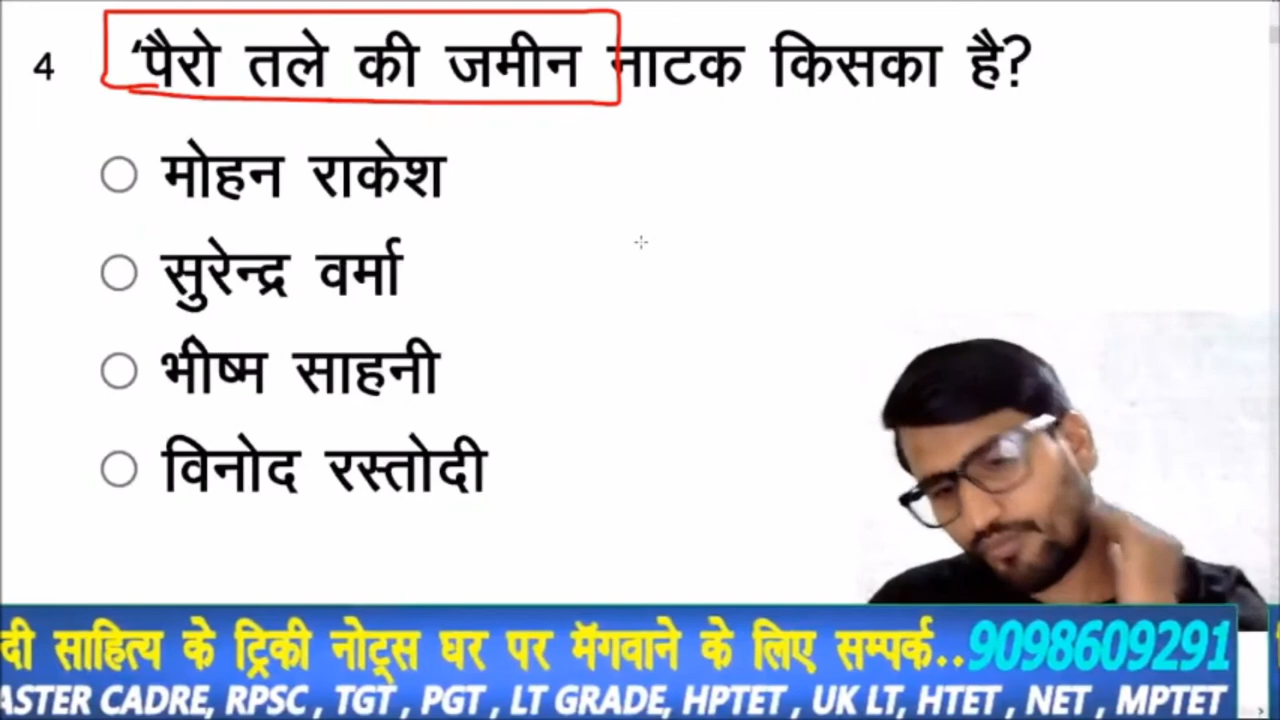 4 ‘पैरो तले की जमीन नाटक किसका है?
मोहन राकेश
सुरेन्द्र वर्मा
भीष्म साहनी
विनोद रस्तोदी
दी साहित्य के ट्रिकी नोट्स घर पर मॅगवाने के लिए सम्पर्क..9098609291
ASTER CADRE, RPSC , TGT , PGT , LT GRADE, HPTET , UK LT, HTET , NET , MPTET